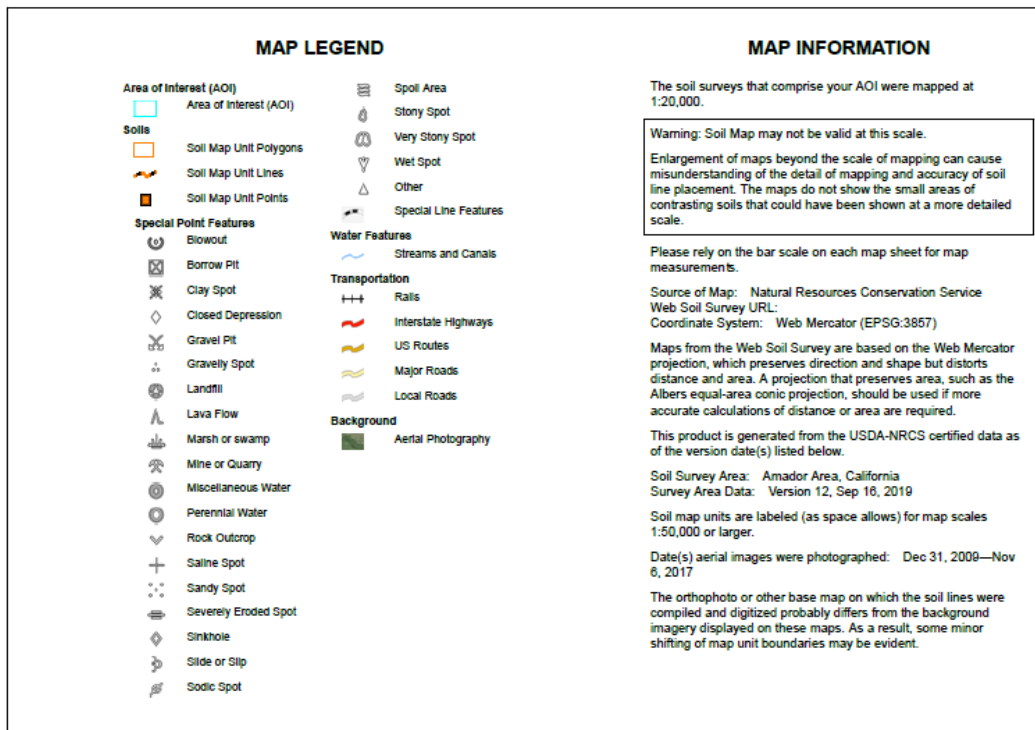 MAP LEGEND
Area of Interest (AOI)
Area of Interest (AOI)
Soils
Soil Map Unit Polygons
Soil Map Unit Lines
Soil Map Unit Points
Special Point Features
Blowout
Borrow Pit
Clay Spot
Closed Depression
Gravel Pit
Gravelly Spot
Landfill
Lava Flow
Marsh or swamp
Mine or Quarry
Miscellaneous Water
Perennial Water
Rock Outcrop
Saline Spot
Sandy Spot
Severely Eroded Spot
Sinkhole
Slide or Slip
Sodic Spot
Spoil Area
Stony Spot
Very Stony Spot
Wet Spot
Other
Special Line Features
Water Features
Streams and Canals
Transportation
Rails
Interstate Highways
US Routes
Major Roads
Local Roads
Background
Aerial Photography
MAP INFORMATION
The soil surveys that comprise your AOI were mapped at
1:20,000.
Warning: Soil Map may not be valid at this scale.
Enlargement of maps beyond the scale of mapping can cause
misunderstanding of the detail of mapping and accuracy of soil
line placement. The maps do not show the small areas of
contrasting soils that could have been shown at a more detailed
scale.
Please rely on the bar scale on each map sheet for map
measurements.
Source of Map: Natural Resources Conservation Service
Web Soil Survey URL:
Coordinate System: Web Mercator (EPSG:3857)
Maps from the Web Soil Survey are based on the Web Mercator
projection, which preserves direction and shape but distorts
distance and area. A projection that preserves area, such as the
Albers equal-area conic projection, should be used if more
accurate calculations of distance or area are required.
This product is generated from the USDA-NRCS certified data as
of the version date(s) listed below.
Soil Survey Area: Amador Area, California
Survey Area Data: Version 12, Sep 16, 2019
Soil map units are labeled (as space allows) for map scales
1:50,000 or larger.
Date(s) aerial images were photographed: Dec 31, 2009—Nov
6, 2017
The orthophoto or other base map on which the soil lines were
compiled and digitized probably differs from the background
imagery displayed on these maps. As a result, some minor
shifting of map unit boundaries may be evident.